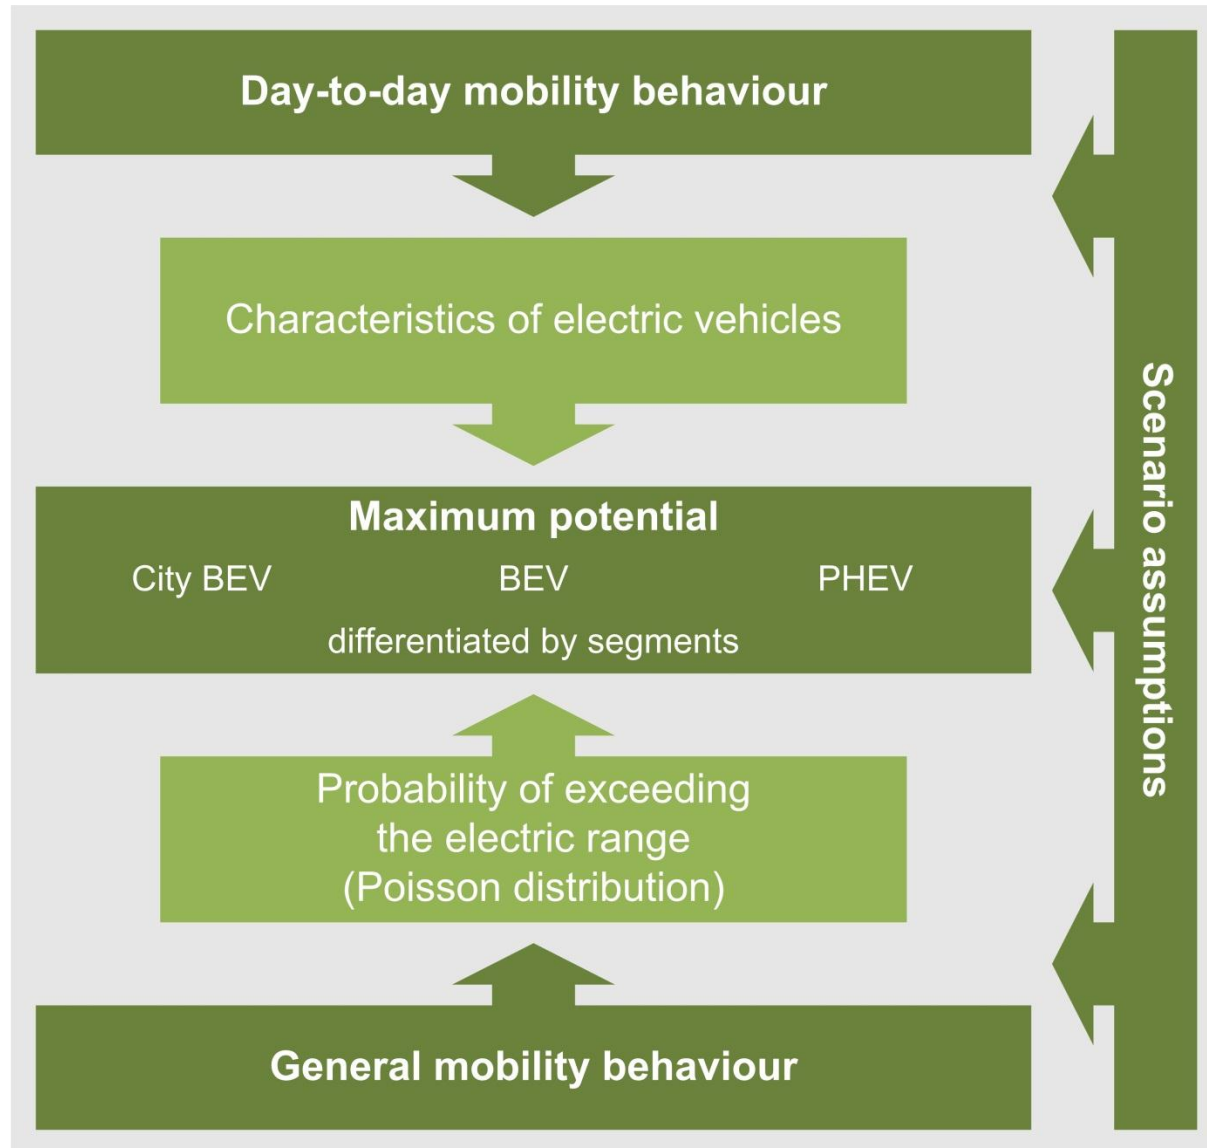 Day-to-day mobility behaviour
Characteristics of electric vehicles
Maximum potential
City BEV BEV PHEV
differentiated by segments
Probability of exceeding
the electric range
(Poisson distribution)
General mobility behaviour
Scenario assumptions